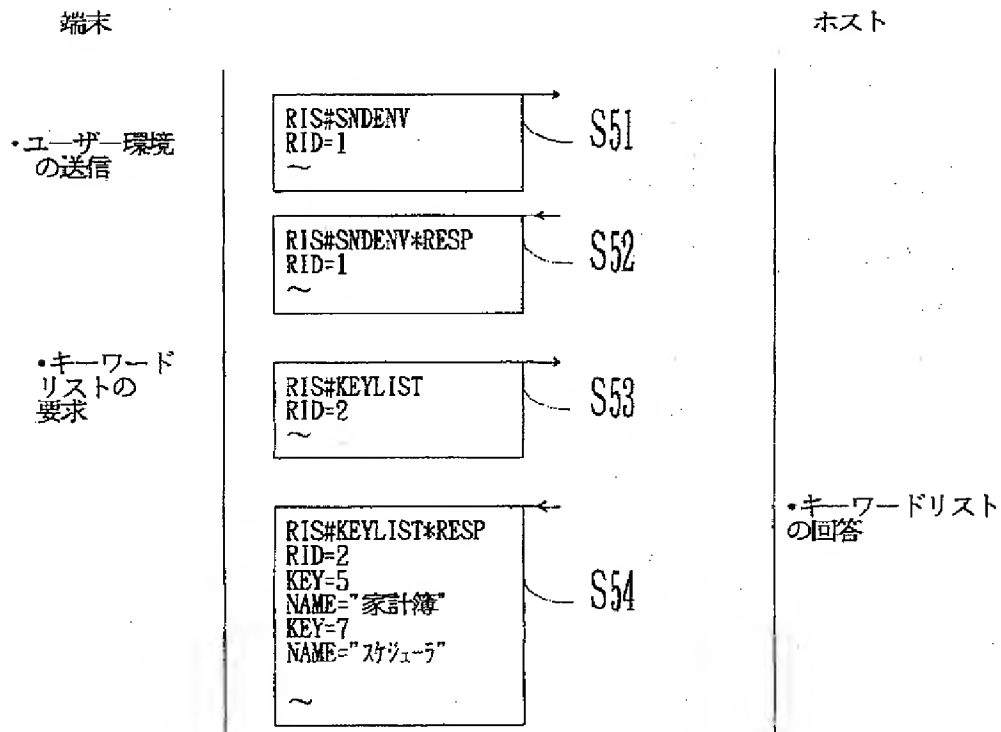 端末
ホスト
・ユーザー環境
の送信
RIS#SNDENV
RID=1
～
S51
RIS#SNDENV*RESP
RID=1
～
S52
・キーワード
リストの
要求
RIS#KEYLIST
RID=2
～
S53
・キーワードリスト
の回答
RIS#KEYLIST*RESP
RID=2
KEY=5
NAME="家計簿"
KEY=7
NAME="ｽｹｼﾞｭｰﾗ"
～
S54